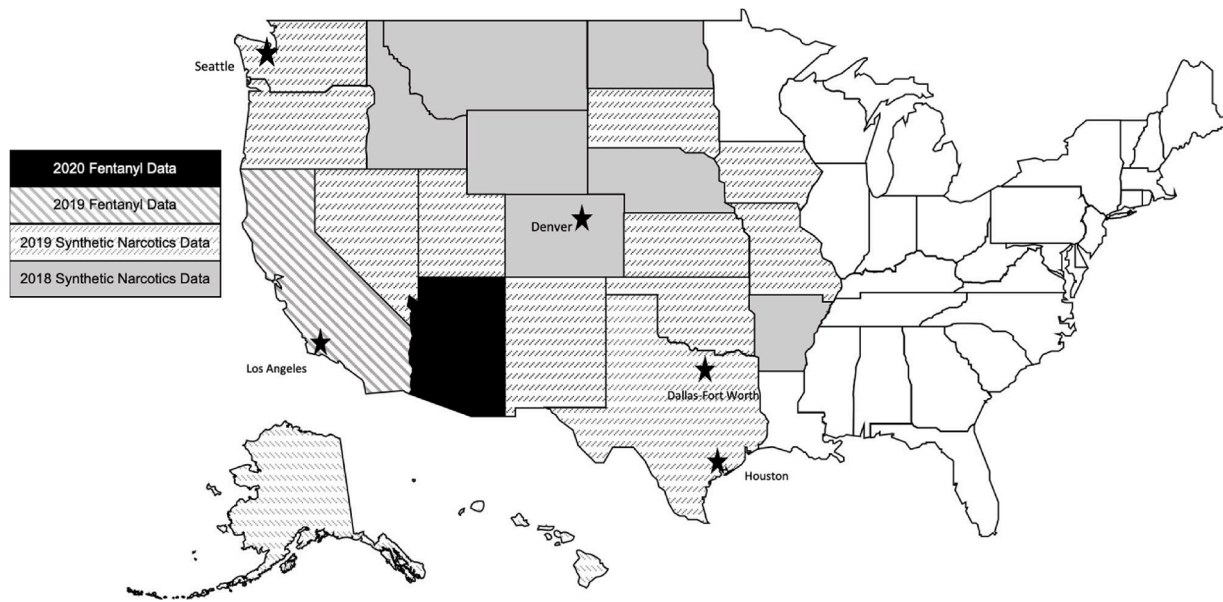 Seattle
2020 Fentanyl Data
2019 Fentanyl Data
2019 Synthetic Narcotics Data
2018 Synthetic Narcotics Data
Denver
Los Angeles
Dallas-Fort Worth
Houston